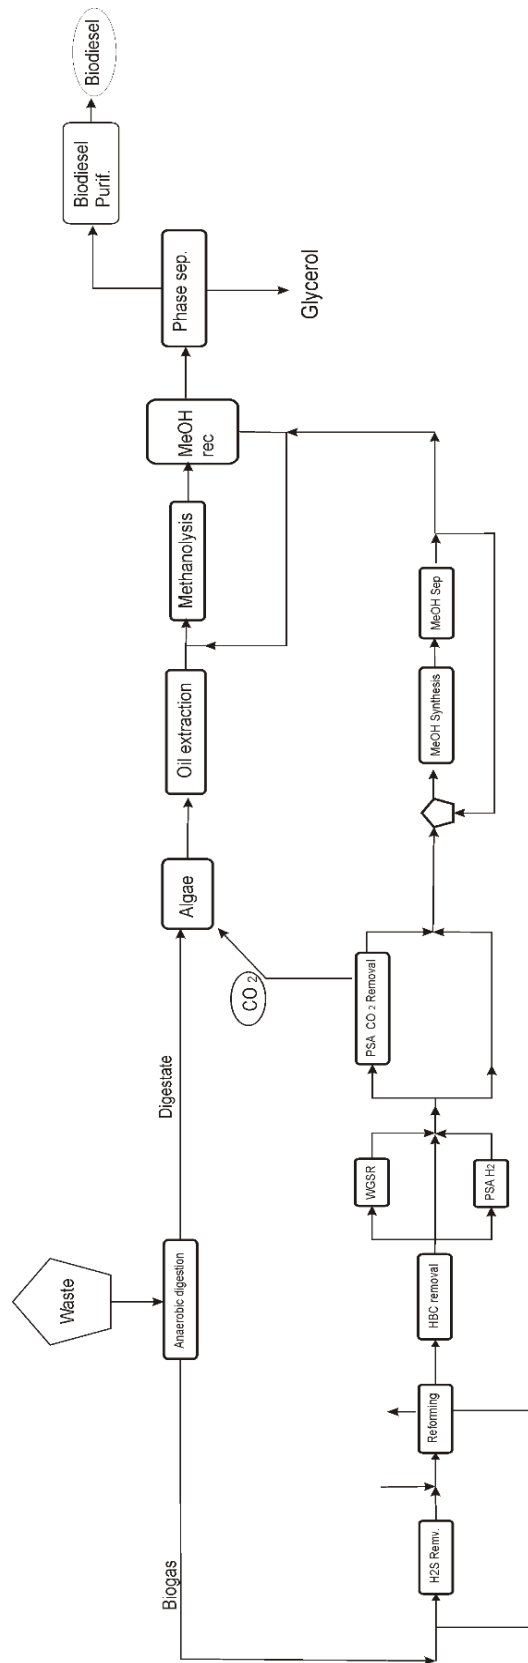 Waste
Anaerobic digestion
Biogas
Digestate
Algae
Oil extraction
Methanolysis
MeOH
rec
Phase sep.
Glycerol
Biodiesel
Purif.
Biodiesel
CO 2
H2S Remv.
Reforming
HBC removal
WGSR
PSA H2
PSA CO 2 Removal
MeOH Synthesis
MeOH Sep